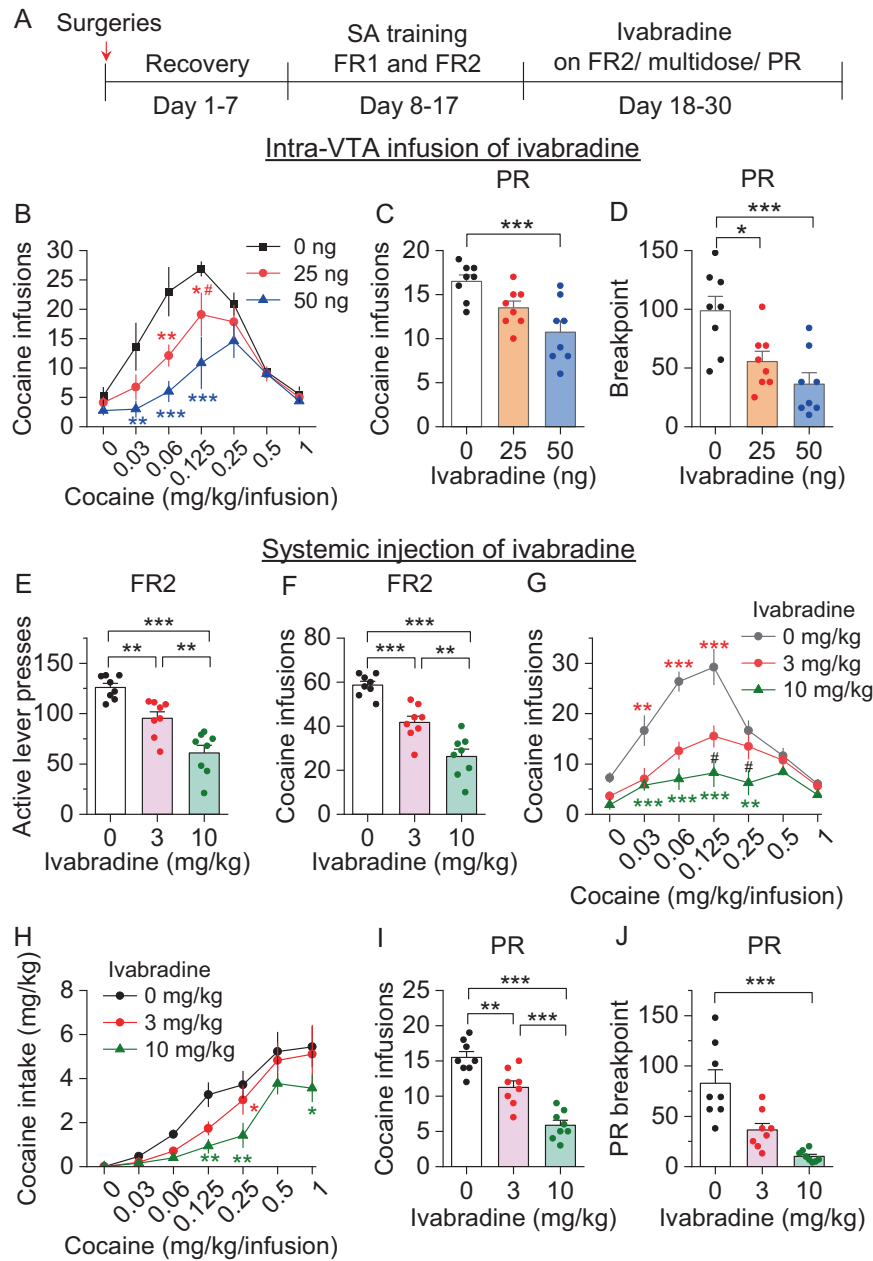 A
Surgeries
SA training
Ivabradine
Recovery
FR1 and FR2
on FR2/ multidose/ PR
Day 1-7
Day 8-17
Day 18-30
Intra-VTA infusion of ivabradine
B
Cocaine infusions
30
25
20
15
10
5
0
0 ng
25 ng
50 ng
*#
**
**
***
***
0
0.03
0.06
0.125
0.25
0.5
1
Cocaine (mg/kg/infusion)
C
PR
Cocaine infusions
20
15
10
5
0
***
0
25
50
Ivabradine (ng)
D
PR
Breakpoint
150
100
50
0
***
*
0
25
50
Ivabradine (ng)
Systemic injection of ivabradine
E
FR2
Active lever presses
150
125
100
75
50
25
0
***
**
**
0
3
10
Ivabradine (mg/kg)
F
FR2
Cocaine infusions
80
60
40
20
0
***
***
**
0
3
10
Ivabradine (mg/kg)
G
Cocaine infusions
30
20
10
0
Ivabradine
0 mg/kg
3 mg/kg
10 mg/kg
***
***
**
#
#
***
***
***
**
0
0.03
0.06
0.125
0.25
0.5
1
Cocaine (mg/kg/infusion)
H
Cocaine intake (mg/kg)
8
6
4
2
0
Ivabradine
0 mg/kg
3 mg/kg
10 mg/kg
*
**
**
*
0
0.03
0.06
0.125
0.25
0.5
1
Cocaine (mg/kg/infusion)
I
PR
Cocaine infusions
25
20
15
10
5
0
***
**
***
0
3
10
Ivabradine (mg/kg)
J
PR
PR breakpoint
150
125
100
75
50
25
0
***
0
3
10
Ivabradine (mg/kg)